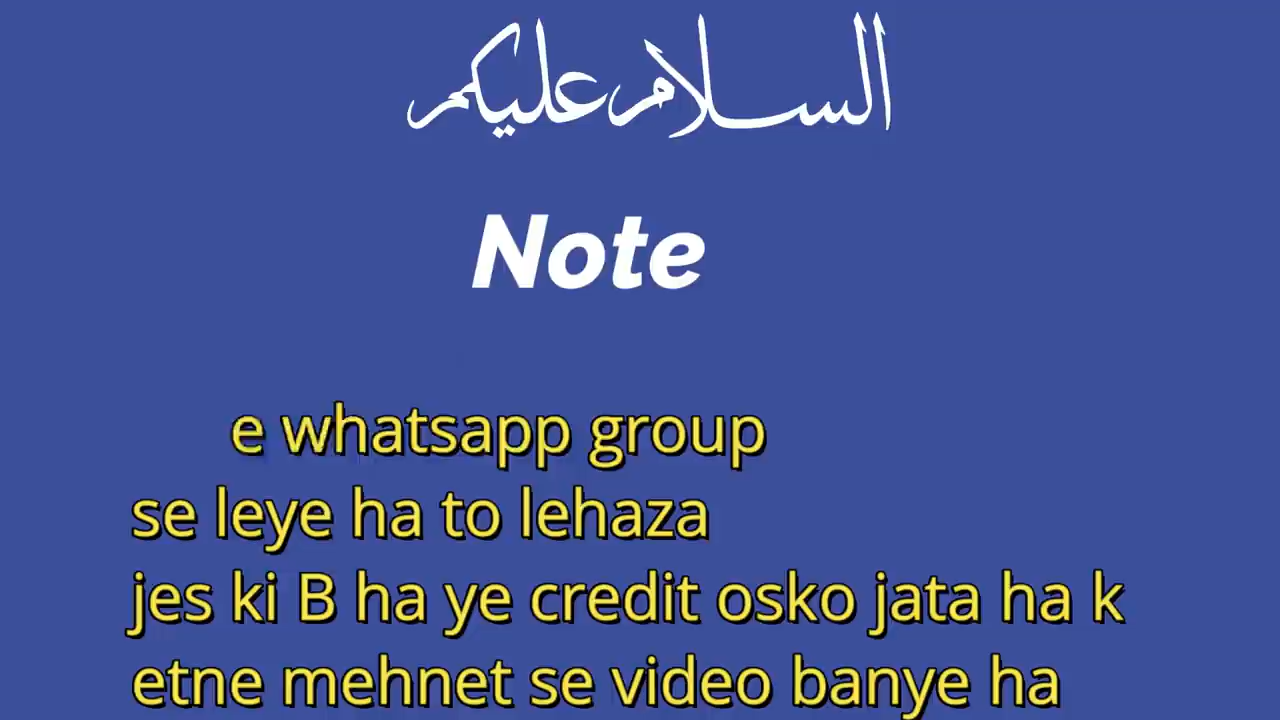 السلام عليكم
Note
e whatsapp group
se leye ha to lehaza
jes ki B ha ye credit osko jata ha k
etne mehnet se video banye ha